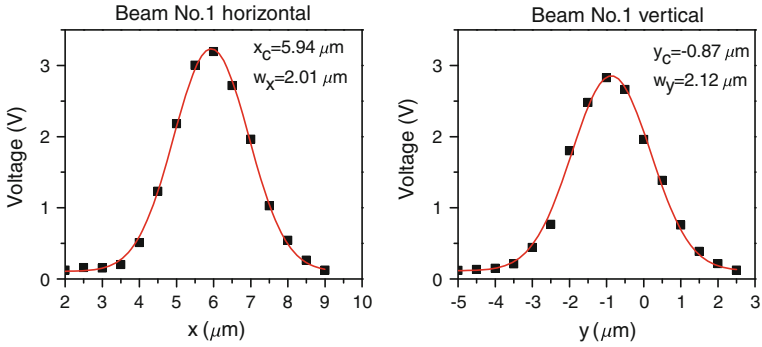 Beam No.1 horizontal
x_c=5.94 μm
w_x=2.01 μm
Voltage (V)
3
2
1
0
2 3 4 5 6 7 8 9 10
x (μm)
Beam No.1 vertical
y_c=-0.87 μm
w_y=2.12 μm
Voltage (V)
3
2
1
0
-5 -4 -3 -2 -1 0 1 2 3
y (μm)